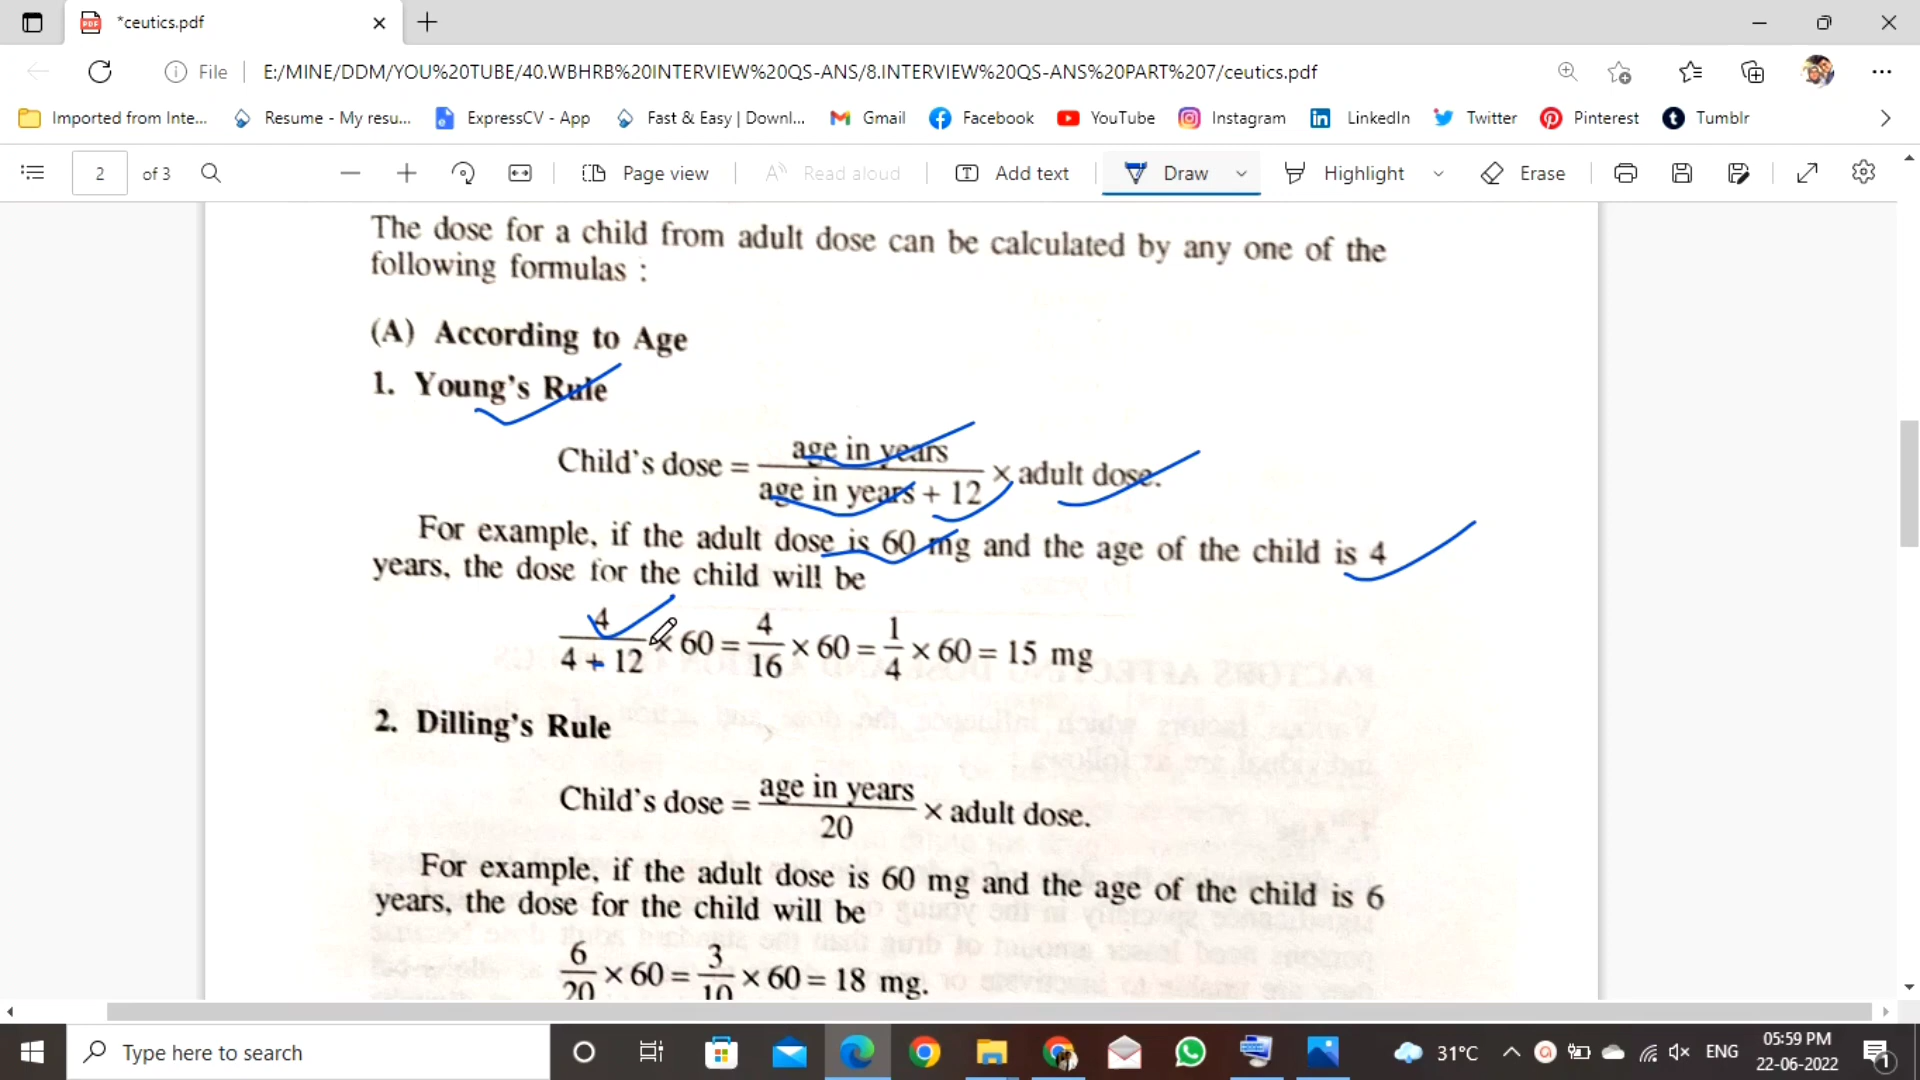 *ceutics.pdf
File
E:/MINE/DDM/YOU%20TUBE/40.WBHRB%20INTERVIEW%20QS-ANS/8.INTERVIEW%20QS-ANS%20PART%207/ceutics.pdf
Imported from Inte... Resume - My resu... ExpressCV - App Fast & Easy | Downl... Gmail Facebook YouTube Instagram LinkedIn Twitter Pinterest Tumblr
2 of 3 Page view Read aloud Add text Draw Highlight Erase
The dose for a child from adult dose can be calculated by any one of the
following formulas :
(A) According to Age
1. Young's Rule
Child's dose = age in years / age in years + 12 × adult dose.
For example, if the adult dose is 60 mg and the age of the child is 4
years, the dose for the child will be
4 / 4 + 12 × 60 = 4 / 16 × 60 = 1 / 4 × 60 = 15 mg
2. Dilling's Rule
Child's dose = age in years / 20 × adult dose.
For example, if the adult dose is 60 mg and the age of the child is 6
years, the dose for the child will be
6 / 20 × 60 = 3 / 10 × 60 = 18 mg.
Type here to search
31°C
ENG
05:59 PM
22-06-2022
1